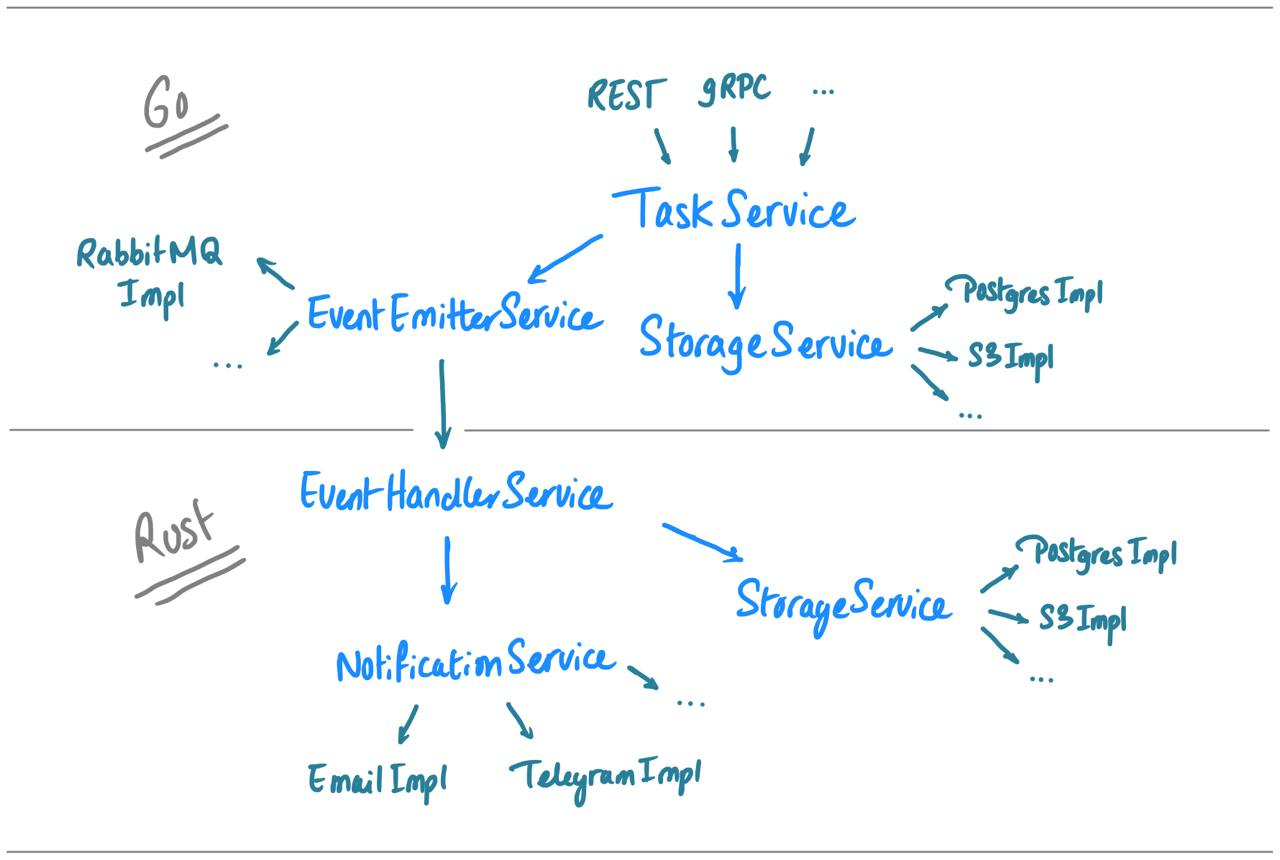 Go
REST gRPC ...
TaskService
RabbitMQ
Impl
...
EventEmitterService
StorageService
PostgresImpl
S3Impl
...
Rust
EventHandlerService
StorageService
PostgresImpl
S3Impl
...
NotificationService
...
EmailImpl
TelegramImpl